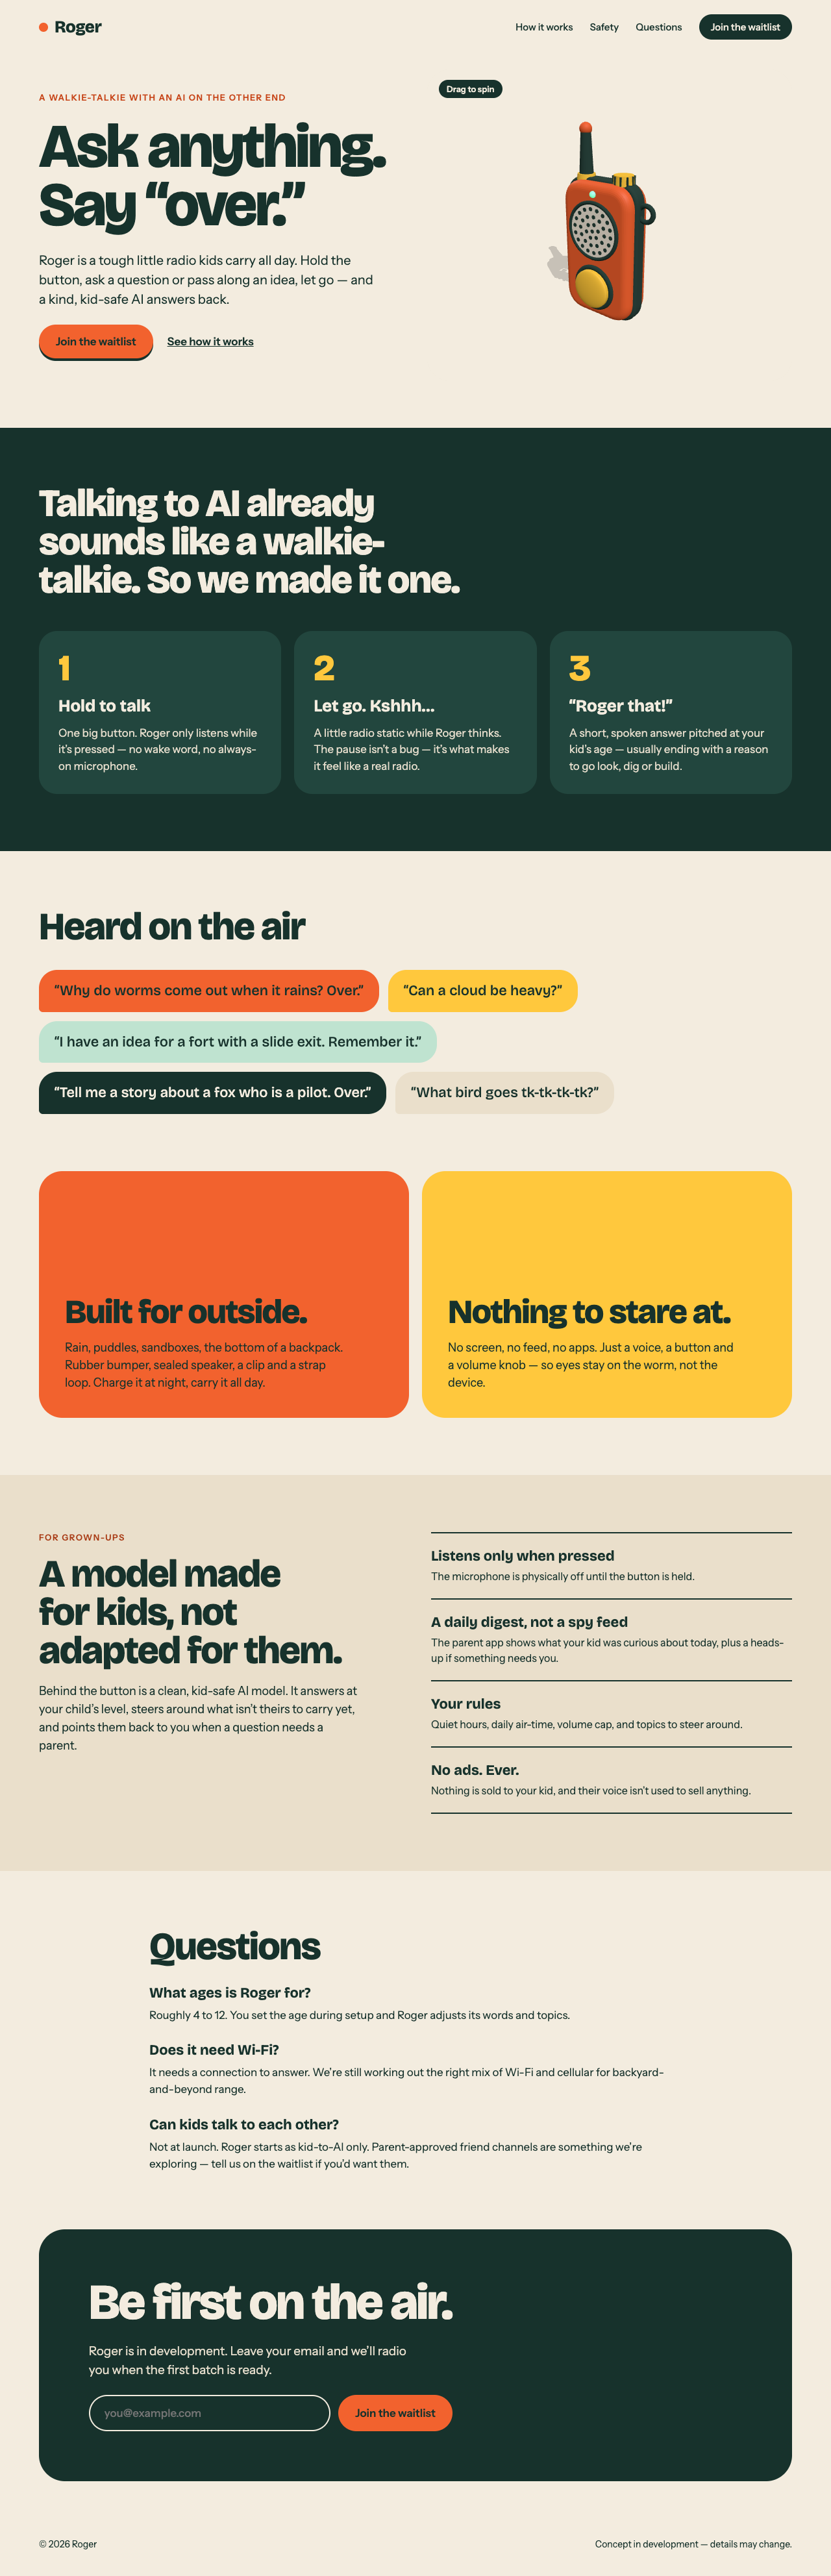 Roger
How it works
Safety
Questions
Join the waitlist
A WALKIE-TALKIE WITH AN AI ON THE OTHER END
Drag to spin
Ask anything.
Say “over.”
Roger is a tough little radio kids carry all day. Hold the
button, ask a question or pass along an idea, let go — and
a kind, kid-safe AI answers back.
Join the waitlist
See how it works
Talking to AI already
sounds like a walkie-
talkie. So we made it one.
1
Hold to talk
One big button. Roger only listens while
it’s pressed — no wake word, no always-
on microphone.
2
Let go. Kshhh…
A little radio static while Roger thinks.
The pause isn’t a bug — it’s what makes
it feel like a real radio.
3
“Roger that!”
A short, spoken answer pitched at your
kid’s age — usually ending with a reason
to go look, dig or build.
Heard on the air
“Why do worms come out when it rains? Over.”
“Can a cloud be heavy?”
“I have an idea for a fort with a slide exit. Remember it.”
“Tell me a story about a fox who is a pilot. Over.”
“What bird goes tk-tk-tk-tk?”
Built for outside.
Rain, puddles, sandboxes, the bottom of a backpack.
Rubber bumper, sealed speaker, a clip and a strap
loop. Charge it at night, carry it all day.
Nothing to stare at.
No screen, no feed, no apps. Just a voice, a button and
a volume knob — so eyes stay on the worm, not the
device.
FOR GROWN-UPS
A model made
for kids, not
adapted for them.
Behind the button is a clean, kid-safe AI model. It answers at
your child’s level, steers around what isn’t theirs to carry yet,
and points them back to you when a question needs a
parent.
Listens only when pressed
The microphone is physically off until the button is held.
A daily digest, not a spy feed
The parent app shows what your kid was curious about today, plus a heads-
up if something needs you.
Your rules
Quiet hours, daily air-time, volume cap, and topics to steer around.
No ads. Ever.
Nothing is sold to your kid, and their voice isn’t used to sell anything.
Questions
What ages is Roger for?
Roughly 4 to 12. You set the age during setup and Roger adjusts its words and topics.
Does it need Wi-Fi?
It needs a connection to answer. We’re still working out the right mix of Wi-Fi and cellular for backyard-
and-beyond range.
Can kids talk to each other?
Not at launch. Roger starts as kid-to-AI only. Parent-approved friend channels are something we’re
exploring — tell us on the waitlist if you’d want them.
Be first on the air.
Roger is in development. Leave your email and we’ll radio
you when the first batch is ready.
you@example.com
Join the waitlist
© 2026 Roger
Concept in development — details may change.